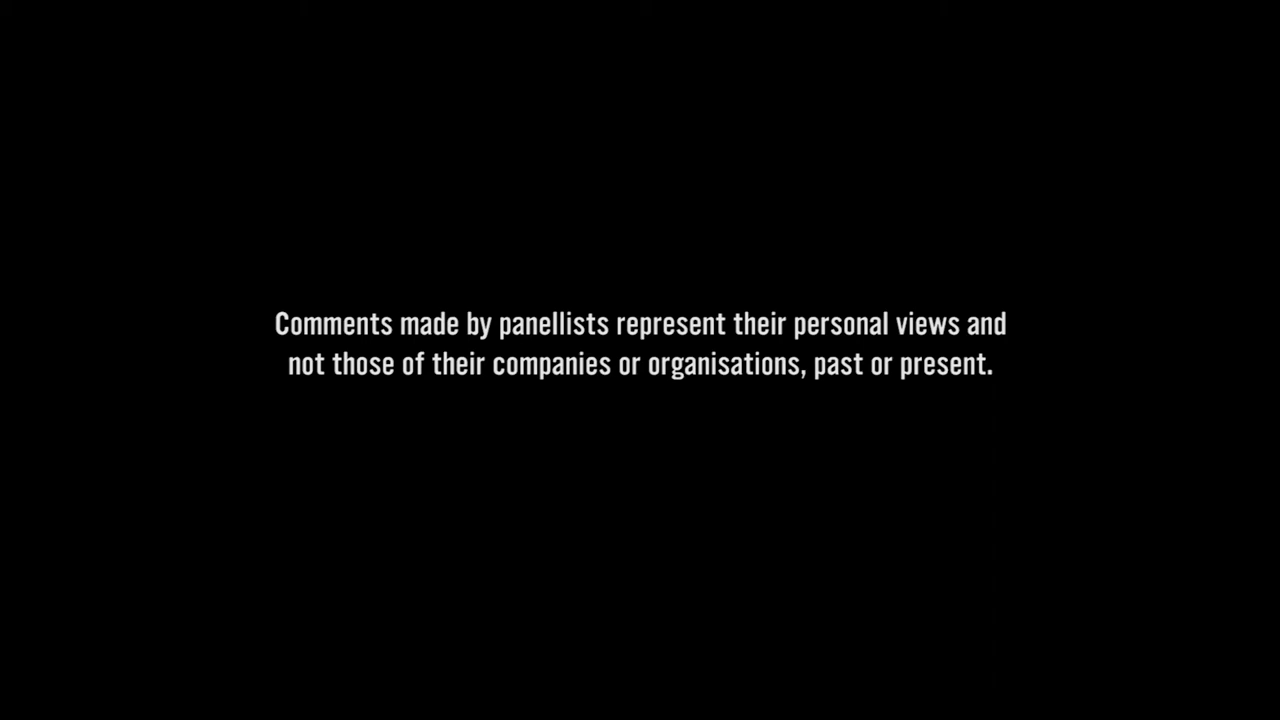 Comments made by panellists represent their personal views and
not those of their companies or organisations, past or present.